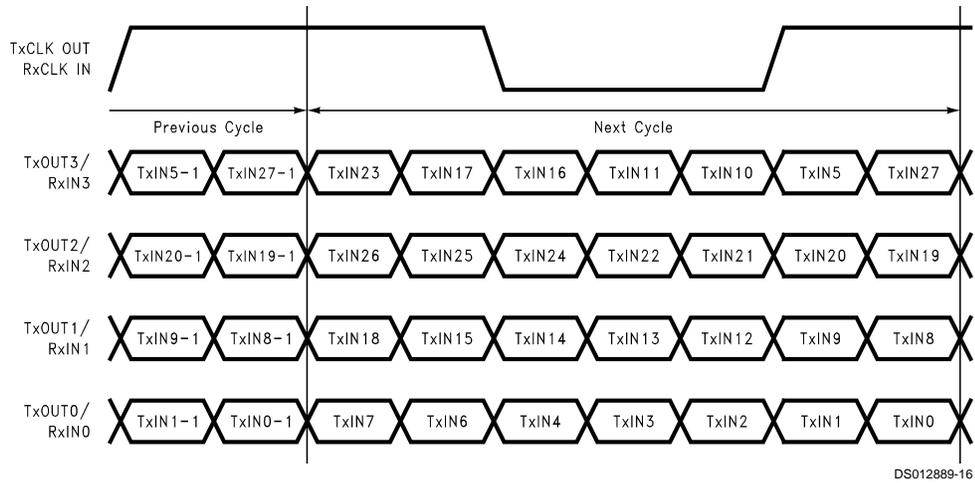 TxCLK OUT
RxCLK IN
Previous Cycle
Next Cycle
TxOUT3/
RxIN3
TxIN5-1 TxIN27-1 TxIN23 TxIN17 TxIN16 TxIN11 TxIN10 TxIN5 TxIN27
TxOUT2/
RxIN2
TxIN20-1 TxIN19-1 TxIN26 TxIN25 TxIN24 TxIN22 TxIN21 TxIN20 TxIN19
TxOUT1/
RxIN1
TxIN9-1 TxIN8-1 TxIN18 TxIN15 TxIN14 TxIN13 TxIN12 TxIN9 TxIN8
TxOUT0/
RxIN0
TxIN1-1 TxIN0-1 TxIN7 TxIN6 TxIN4 TxIN3 TxIN2 TxIN1 TxIN0
DS012889-16